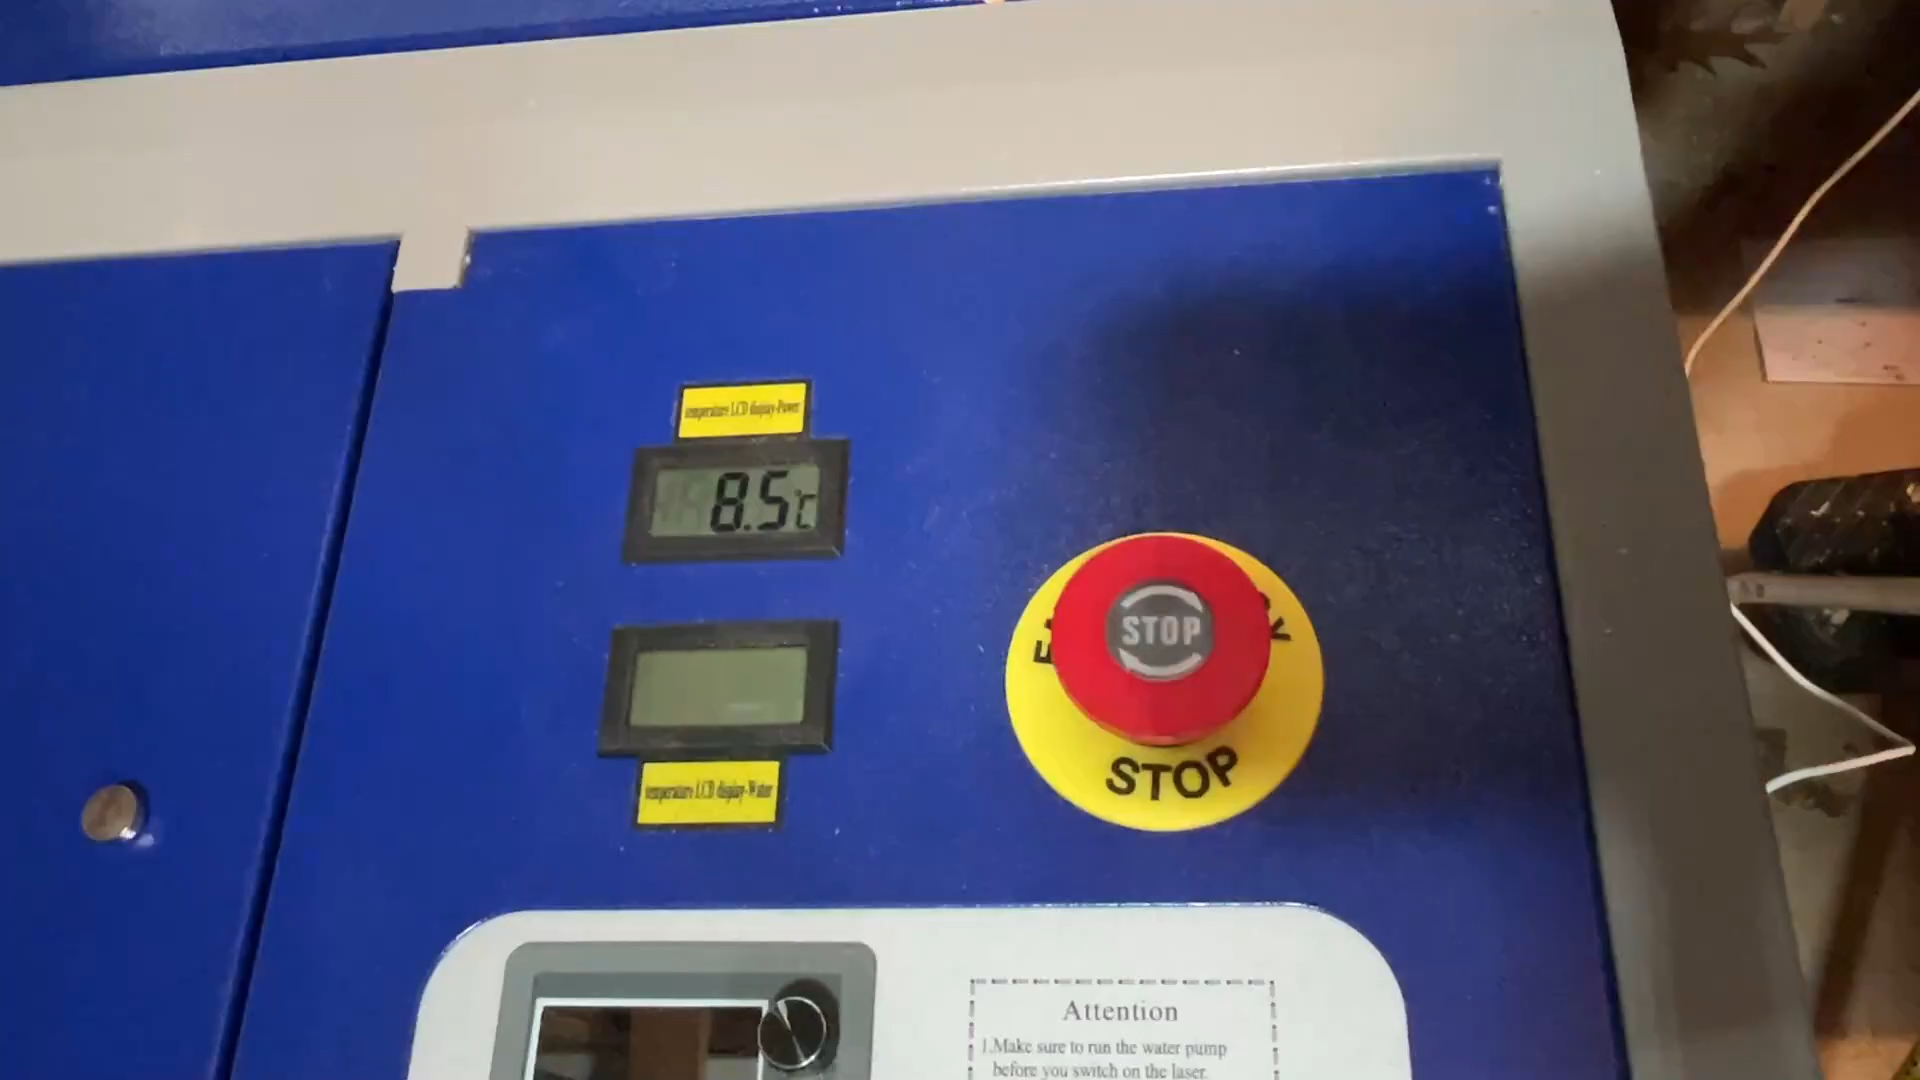 temperature LCD display-Power
8.5℃
STOP
STOP
temperature LCD display-Water
Attention
1.Make sure to run the water pump
before you switch on the laser.